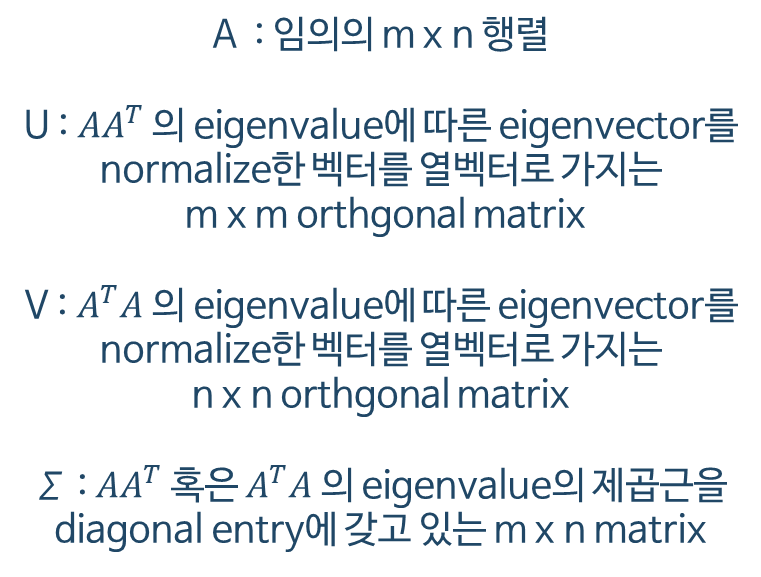 A : 임의의 m x n 행렬
U : AAᵀ 의 eigenvalue에 따른 eigenvector를
normalize한 벡터를 열벡터로 가지는
m x m orthgonal matrix
V : AᵀA 의 eigenvalue에 따른 eigenvector를
normalize한 벡터를 열벡터로 가지는
n x n orthgonal matrix
Σ : AAᵀ 혹은 AᵀA 의 eigenvalue의 제곱근을
diagonal entry에 갖고 있는 m x n matrix